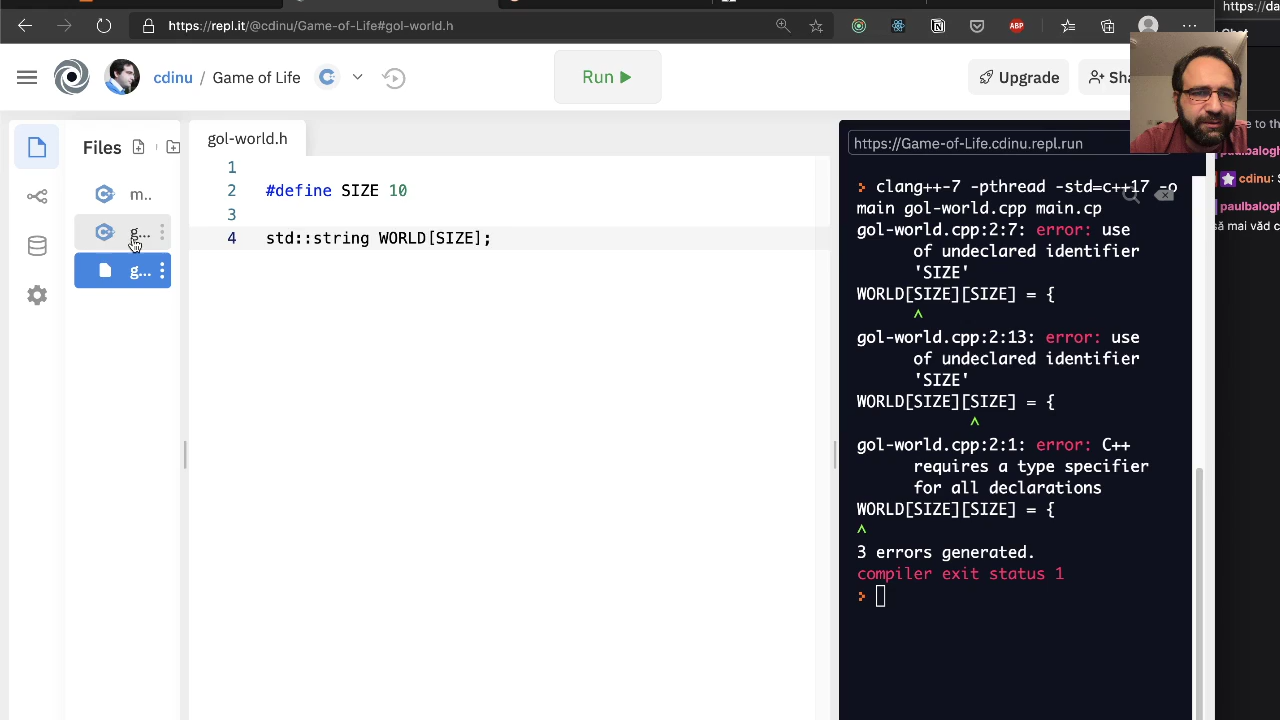 https://da
https://repl.it/@cdinu/Game-of-Life#gol-world.h
ABP
cdinu / Game of Life
Run
Upgrade
Sha
Files
gol-world.h
https://Game-of-Life.cdinu.repl.run
m..
g...
g...
1
2 #define SIZE 10
3
4 std::string WORLD[SIZE];
clang++-7 -pthread -std=c++17 -o
main gol-world.cpp main.cp
gol-world.cpp:2:7: error: use
of undeclared identifier
'SIZE'
WORLD[SIZE][SIZE] = {
^
gol-world.cpp:2:13: error: use
of undeclared identifier
'SIZE'
WORLD[SIZE][SIZE] = {
^
gol-world.cpp:2:1: error: C++
requires a type specifier
for all declarations
WORLD[SIZE][SIZE] = {
^
3 errors generated.
compiler exit status 1
e to th
paulbalogh
cdinu: S
paulbalogh
să mai văd c